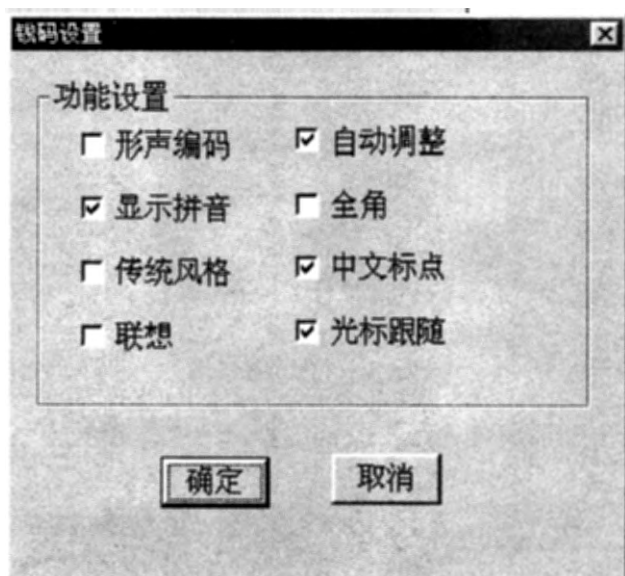 钱码设置
功能设置
形声编码 自动调整
显示拼音 全角
传统风格 中文标点
联想 光标跟随
确定 取消